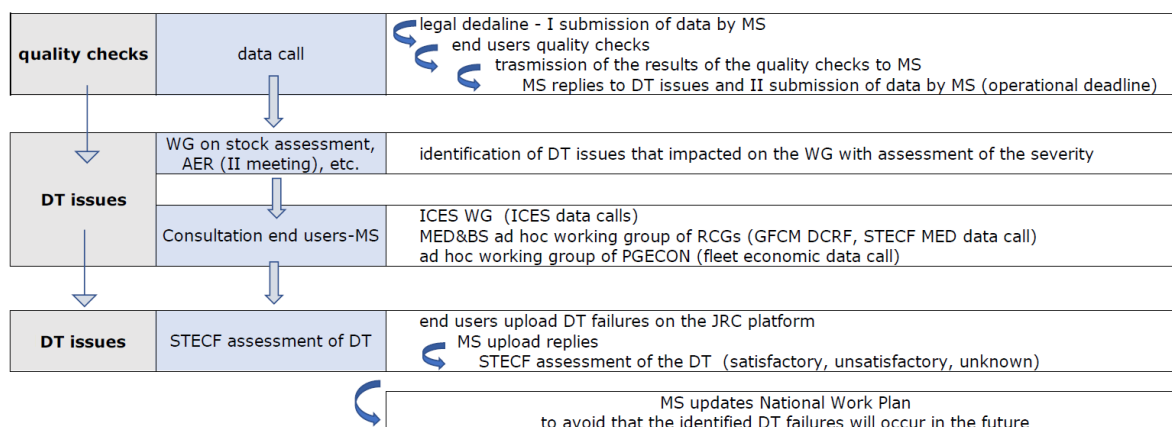 legal dedaline - I submission of data by MS
quality checks
data call
end users quality checks
trasmission of the results of the quality checks to MS
MS replies to DT issues and II submission of data by MS (operational deadline)
WG on stock assessment,
AER (II meeting), etc.
identification of DT issues that impacted on the WG with assessment of the severity
DT issues
Consultation end users-MS
ICES WG (ICES data calls)
MED&BS ad hoc working group of RCGs (GFCM DCRF, STECF MED data call)
ad hoc working group of PGECON (fleet economic data call)
DT issues
STECF assessment of DT
end users upload DT failures on the JRC platform
MS upload replies
STECF assessment of the DT (satisfactory, unsatisfactory, unknown)
MS updates National Work Plan
to avoid that the identified DT failures will occur in the future